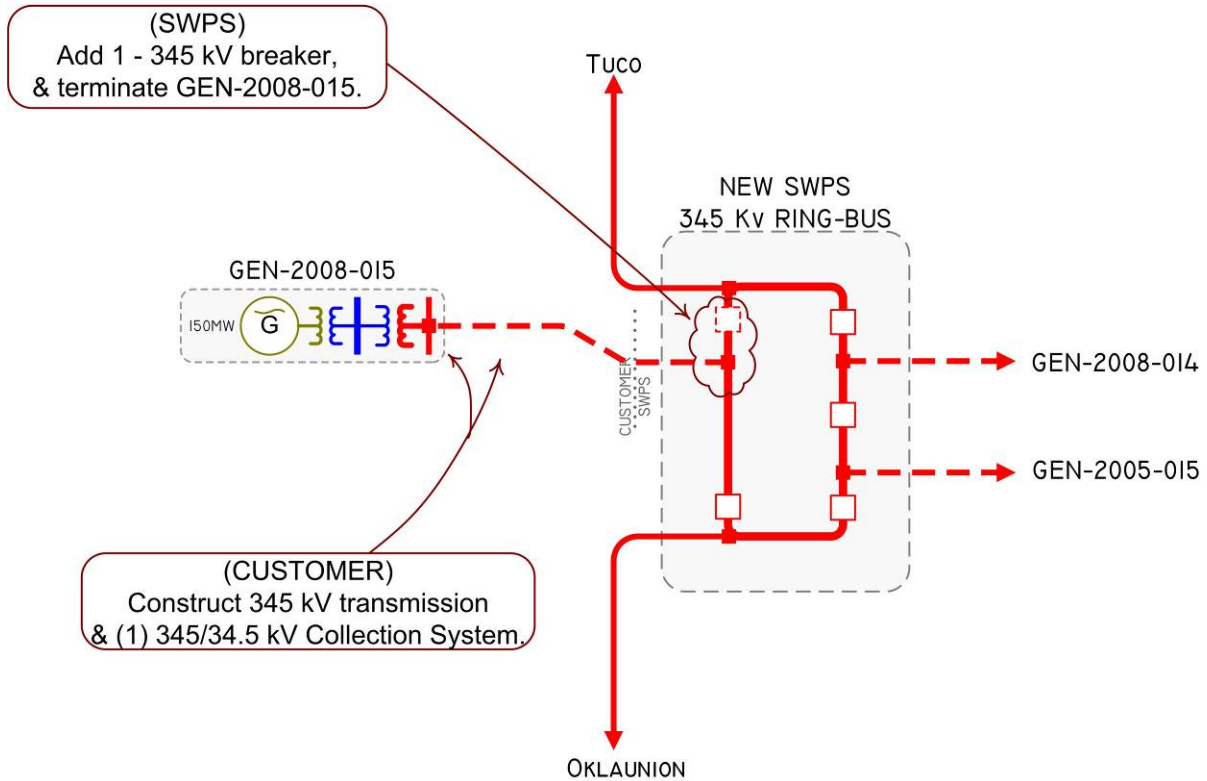 (SWPS)
Add 1 - 345 kV breaker,
& terminate GEN-2008-015.
TUCO
NEW SWPS
345 Kv RING-BUS
GEN-2008-015
150MW
G
CUSTOMER
SWPS
GEN-2008-014
GEN-2005-015
(CUSTOMER)
Construct 345 kV transmission
& (1) 345/34.5 kV Collection System.
OKLAUNION